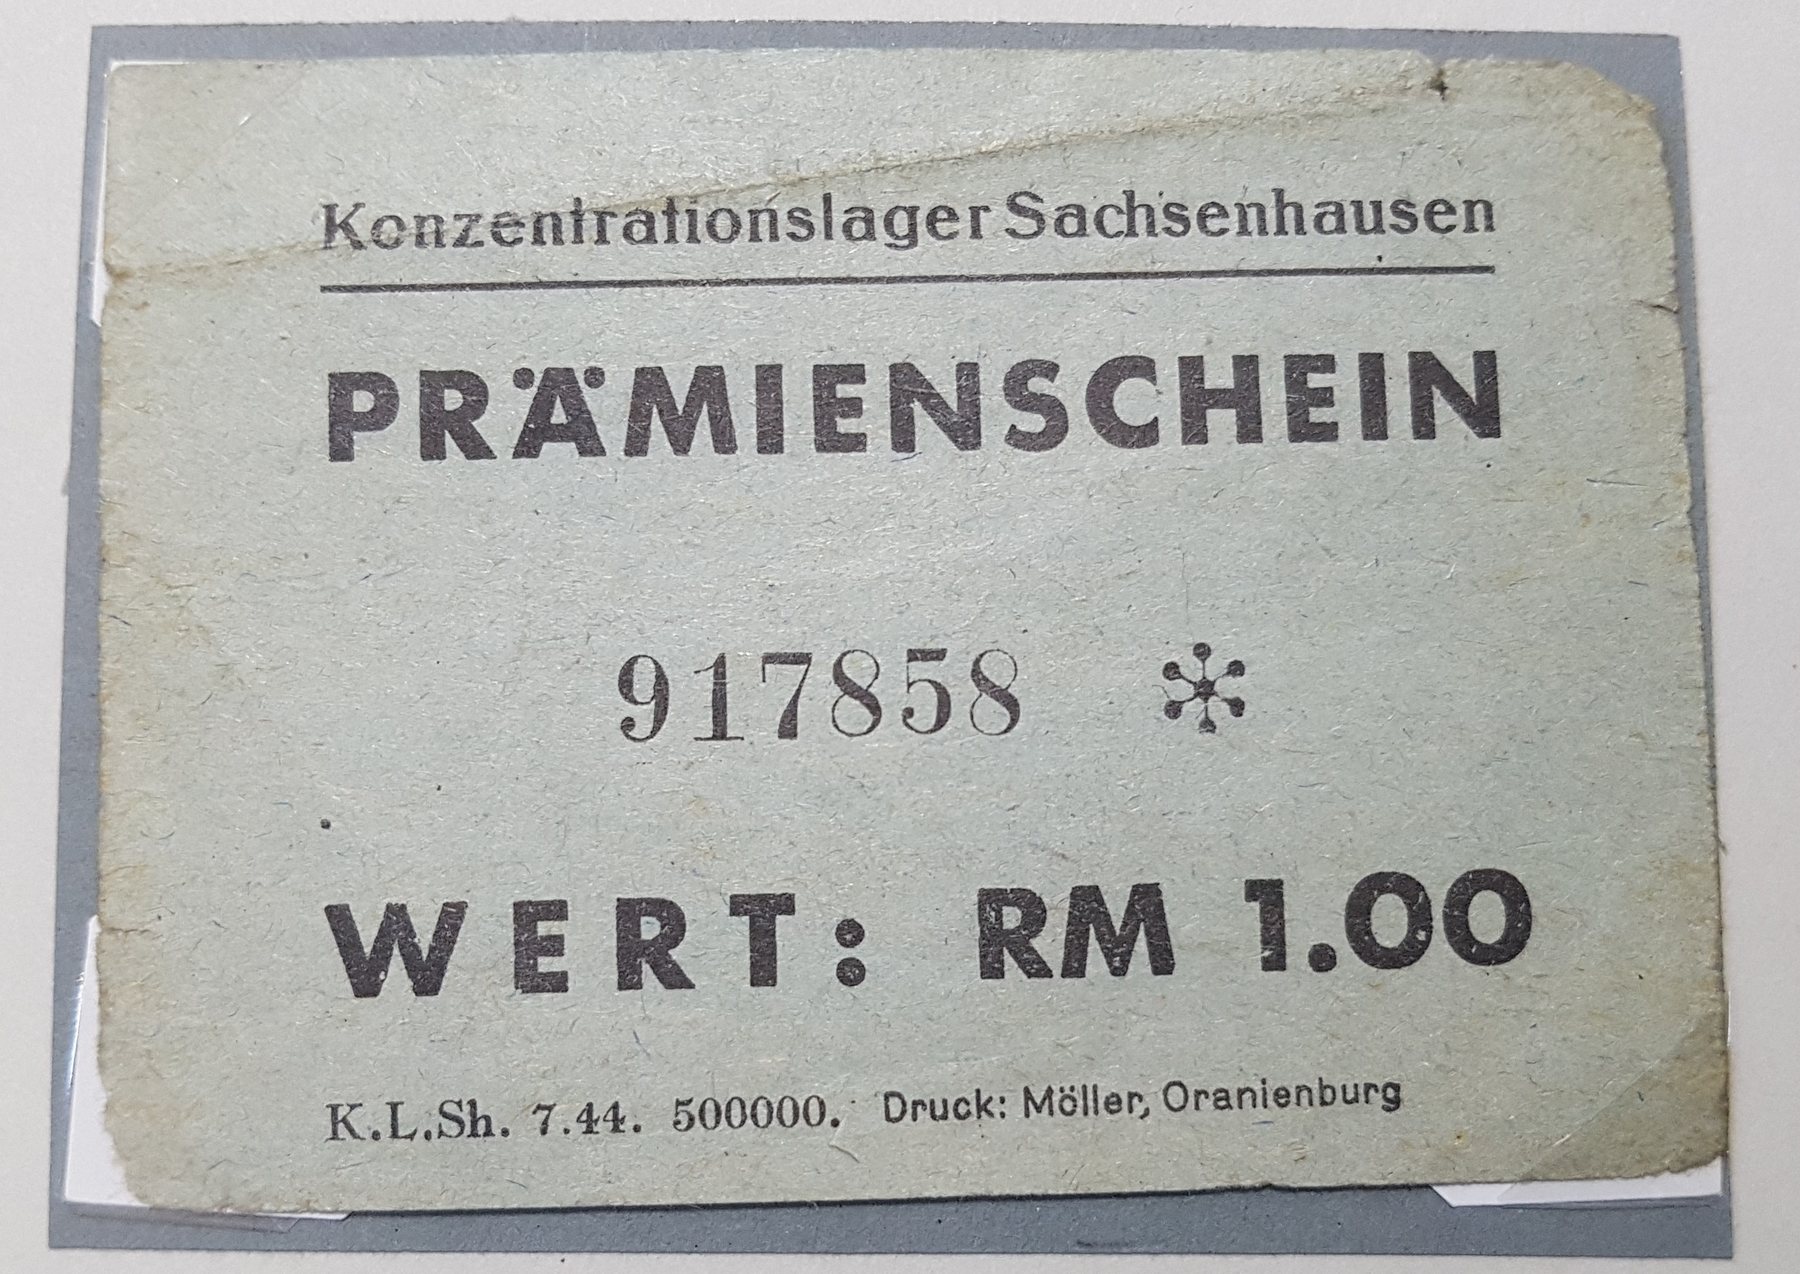 Konzentrationslager Sachsenhausen
PRÄMIENSCHEIN
917858 *
WERT: RM 1.00
K.L.Sh. 7.44. 500000. Druck: Möller, Oranienburg